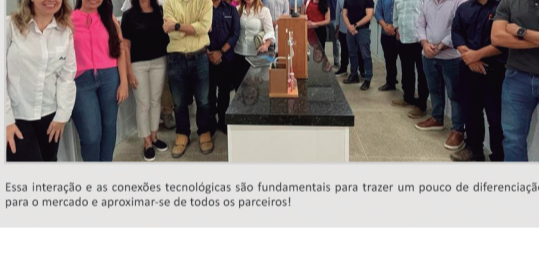 Essa interação e as conexões tecnológicas são fundamentais para trazer um pouco de diferenciaçã
para o mercado e aproximar-se de todos os parceiros!